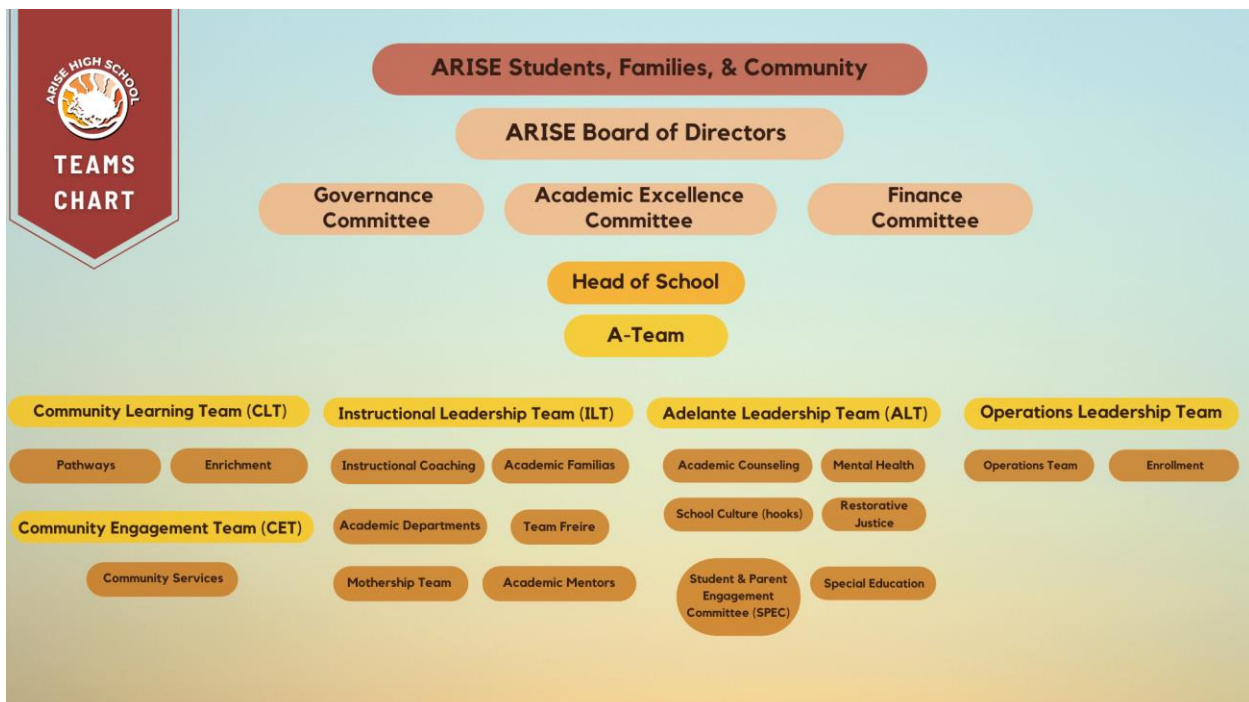 ARISE HIGH SCHOOL
TEAMS
CHART
ARISE Students, Families, & Community
ARISE Board of Directors
Governance
Committee
Academic Excellence
Committee
Finance
Committee
Head of School
A-Team
Community Learning Team (CLT)
Pathways
Enrichment
Community Engagement Team (CET)
Community Services
Instructional Leadership Team (ILT)
Instructional Coaching
Academic Familias
Academic Departments
Team Freire
Mothership Team
Academic Mentors
Adelante Leadership Team (ALT)
Academic Counseling
Mental Health
School Culture (hooks)
Restorative
Justice
Student & Parent
Engagement
Committee (SPEC)
Special Education
Operations Leadership Team
Operations Team
Enrollment